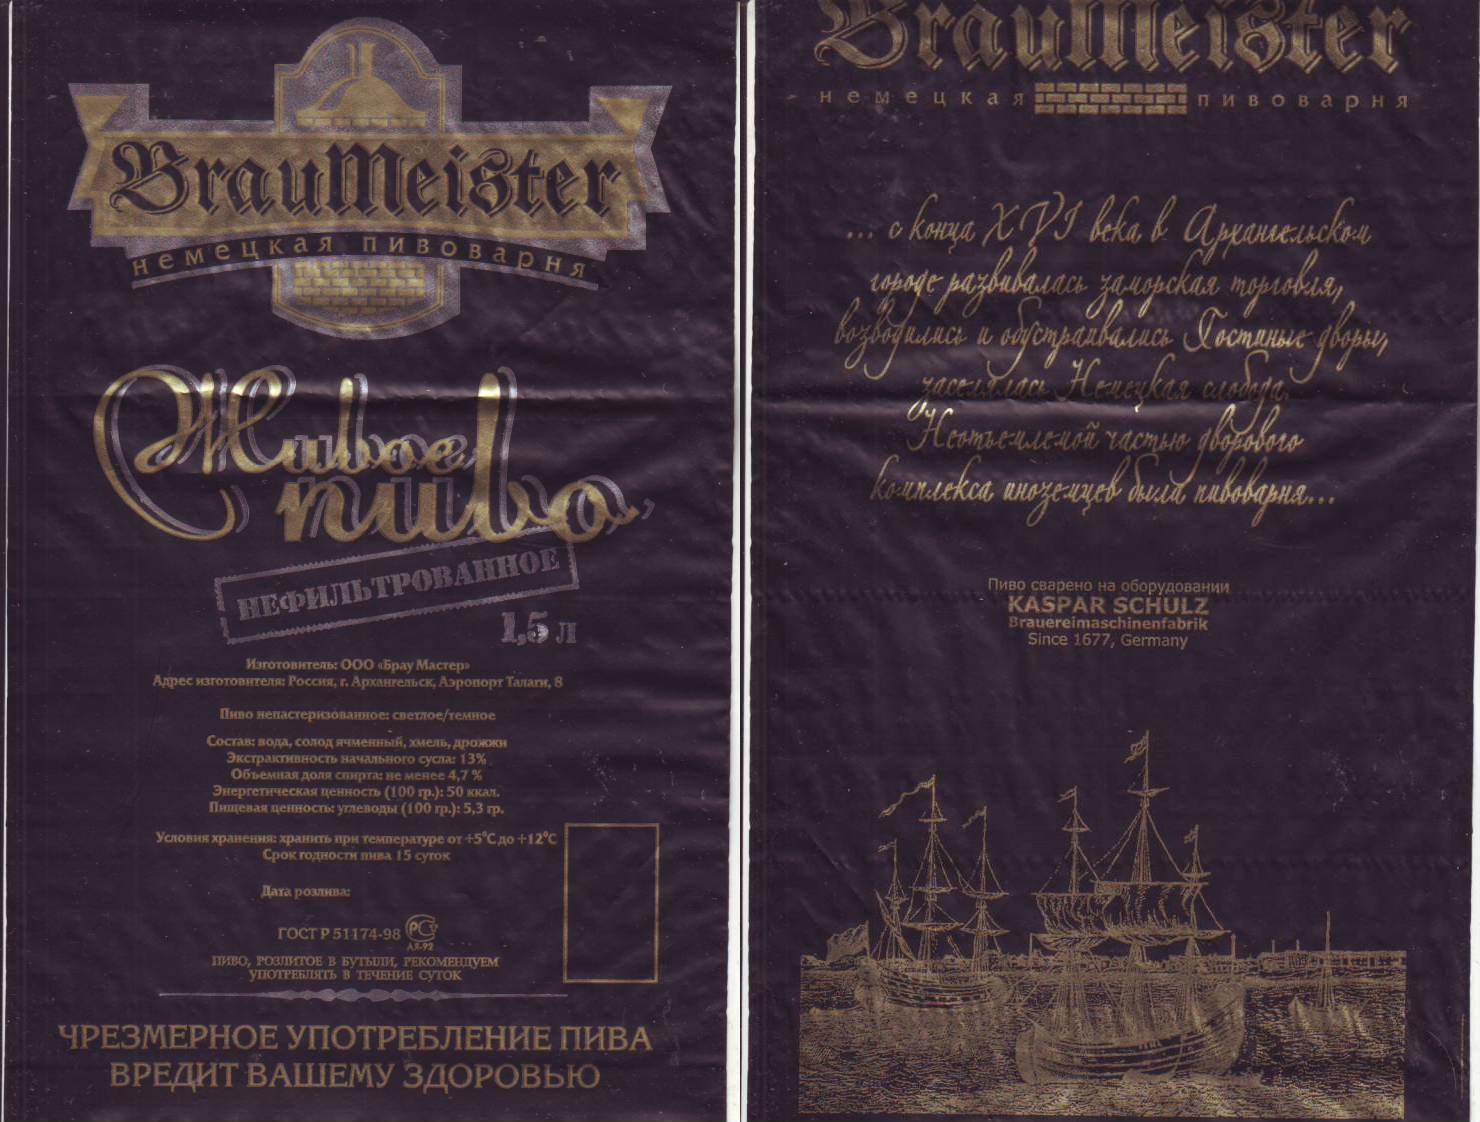 BrauMeister
немецкая пивоварня
Живое
пиво
НЕФИЛЬТРОВАННОЕ
1,5 л
Изготовитель: ООО «Брау Мастер»
Адрес изготовителя: Россия, г. Архангельск, Аэропорт Талаги, 8
Пиво непастеризованное: светлое/темное
Состав: вода, солод ячменный, хмель, дрожжи
Экстрактивность начального сусла: 13%
Объемная доля спирта: не менее 4,7 %
Энергетическая ценность (100 гр.): 50 ккал.
Пищевая ценность: углеводы (100 гр.): 5,3 гр.
Условия хранения: хранить при температуре от +5°С до +12°С
Срок годности пива 15 суток
Дата розлива:
ГОСТ Р 51174-98
РСТ
АЯ-92
ПИВО, РОЗЛИТОЕ В БУТЫЛИ, РЕКОМЕНДУЕМ
УПОТРЕБЛЯТЬ В ТЕЧЕНИЕ СУТОК
ЧРЕЗМЕРНОЕ УПОТРЕБЛЕНИЕ ПИВА
ВРЕДИТ ВАШЕМУ ЗДОРОВЬЮ
BrauMeister
немецкая пивоварня
... с конца XVI века в Архангельском
городе развивалась заморская торговля,
возводились и обустраивались Гостиные дворы,
заселялась Немецкая слобода.
Неотъемлемой частью дворового
комплекса иноземцев была пивоварня...
Пиво сварено на оборудовании
KASPAR SCHULZ
Brauereimaschinenfabrik
Since 1677, Germany